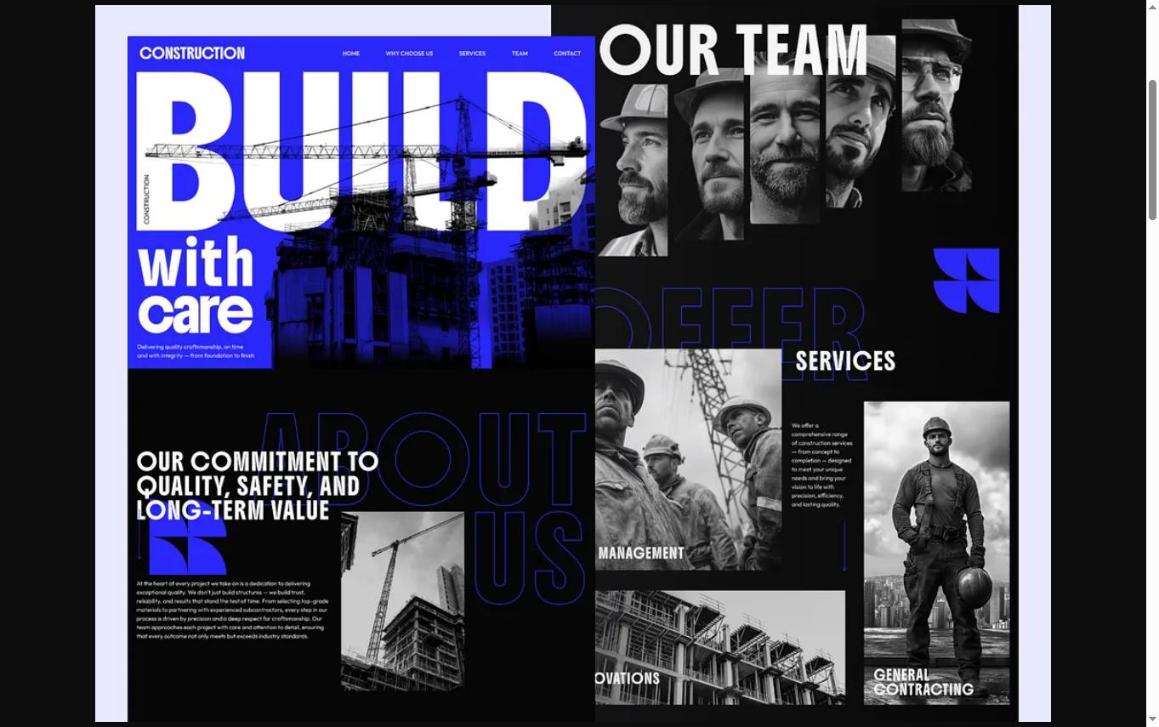 CONSTRUCTION
HOME
WHY CHOOSE US
SERVICES
TEAM
CONTACT
BUILD
CONSTRUCTION
with
care
Delivering quality craftsmanship, on time
and with integrity — from foundation to finish
ABOUT
US
OUR COMMITMENT TO
QUALITY, SAFETY, AND
LONG-TERM VALUE
At the heart of every project we take on is a dedication to delivering
exceptional quality. We don't just build structures — we build trust,
reliability, and results that stand the test of time. From selecting top-grade
materials to partnering with experienced subcontractors, every step in our
process is driven by precision and a deep respect for craftsmanship. Our
team approaches each project with care and attention to detail, ensuring
that every outcome not only meets but exceeds industry standards.
OUR TEAM
OFFER
SERVICES
We offer a
comprehensive range
of construction services
— from concept to
completion — designed
to meet your unique
needs and bring your
vision to life with
precision, efficiency,
and lasting quality.
MANAGEMENT
OVATIONS
GENERAL
CONTRACTING